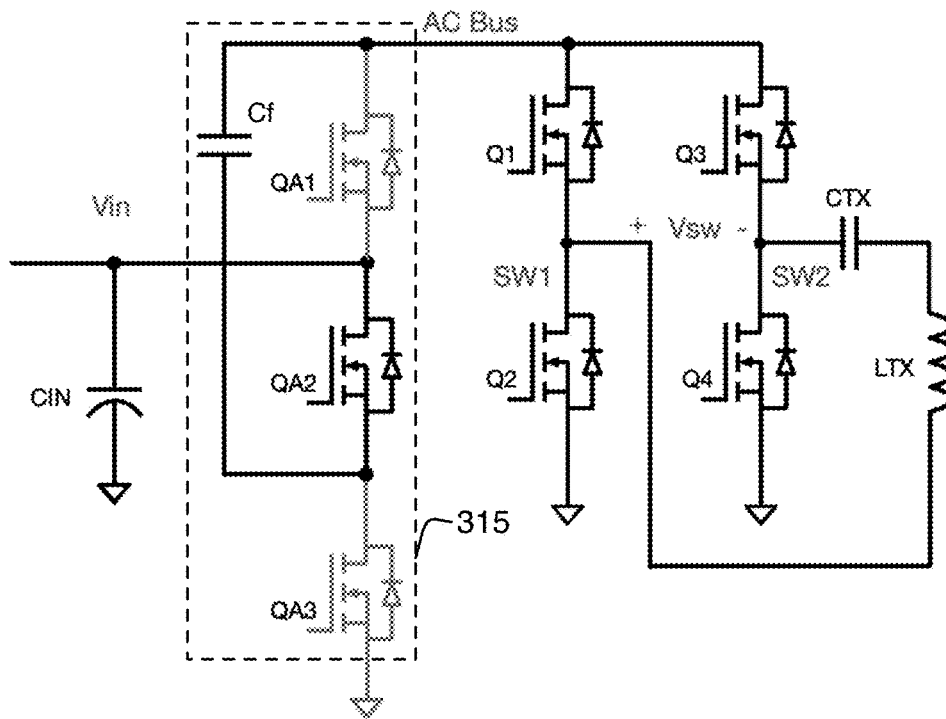 AC Bus
Cf
QA1
Q1
Q3
CTX
Vin
+ Vsw -
SW1
SW2
QA2
Q2
Q4
LTX
CIN
315
QA3